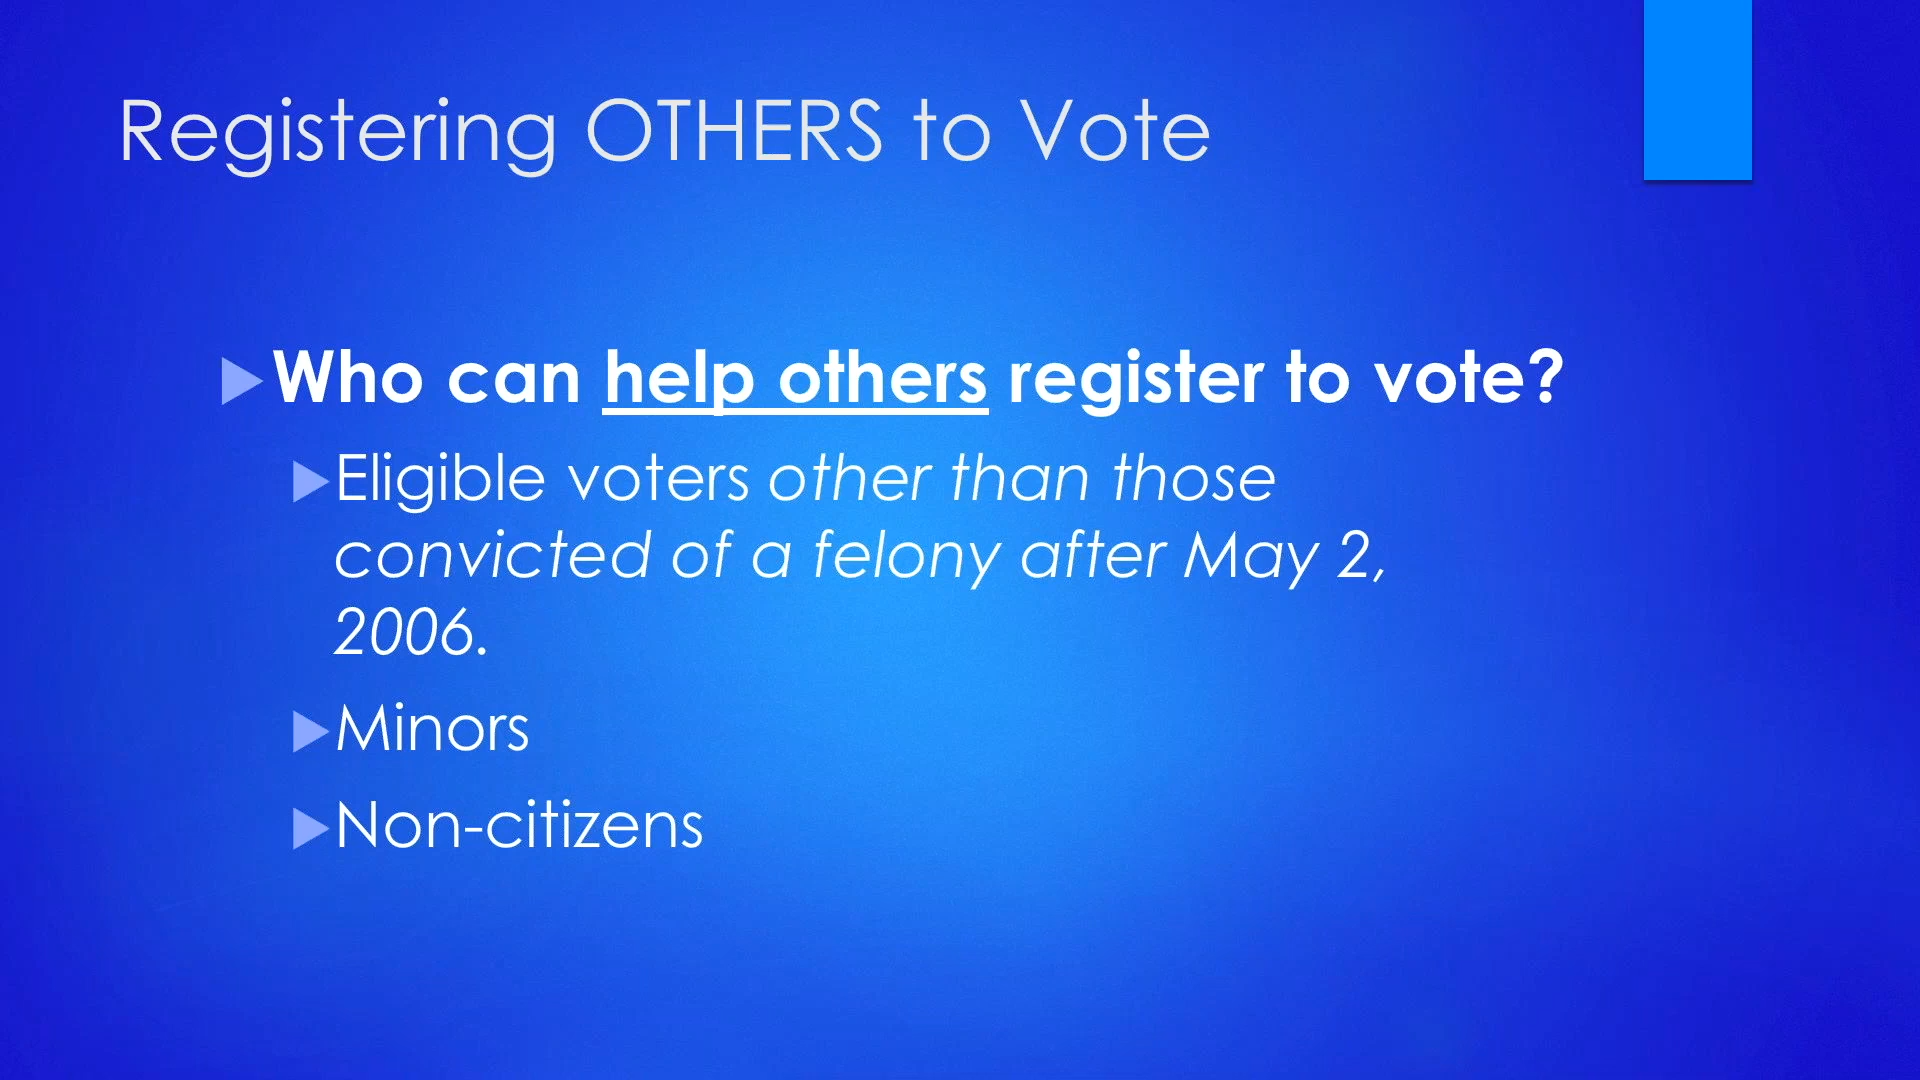 Registering OTHERS to Vote
Who can help others register to vote?
Eligible voters other than those
convicted of a felony after May 2,
2006.
Minors
Non-citizens